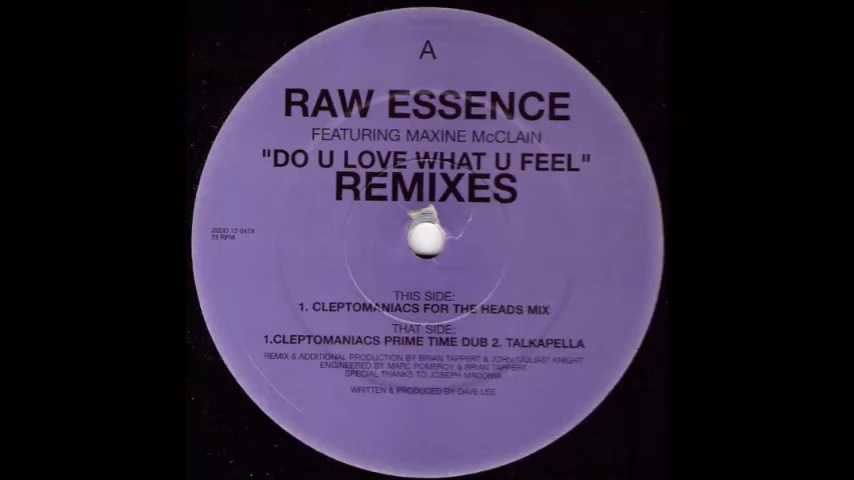 A
RAW ESSENCE
FEATURING MAXINE McCLAIN
"DO U LOVE WHAT U FEEL"
REMIXES
33 RPM
THIS SIDE:
1. CLEPTOMANIACS FOR THE HEADS MIX
THAT SIDE:
1.CLEPTOMANIACS PRIME TIME DUB 2. TALKAPELLA
REMIX & ADDITIONAL PRODUCTION BY BRIAN TAPPERT & JOHN "JULIAS" KNIGHT
ENGINEERED BY MARC POMEROY & BRIAN TAPPERT
SPECIAL THANKS TO JOSEPH MADONIA
WRITTEN & PRODUCED BY DAVE LEE